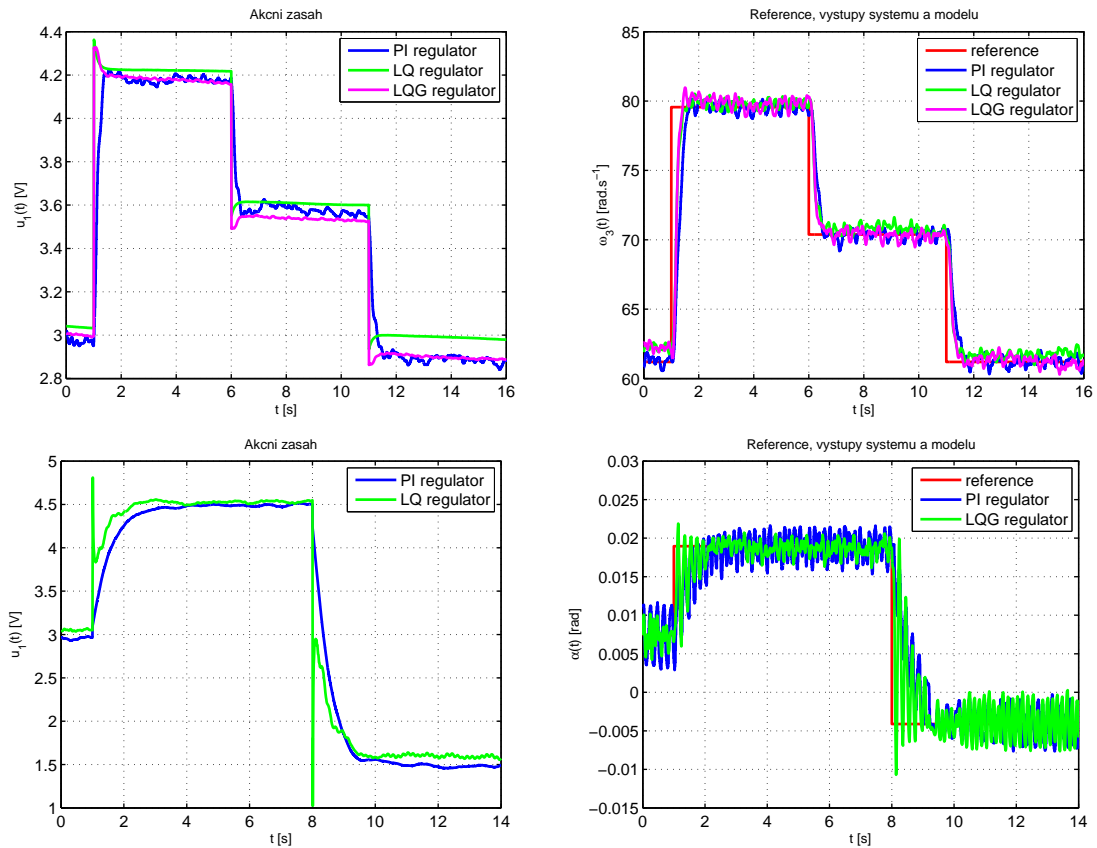 Akcni zasah
u₁(t) [V]
4.4
4.2
4
3.8
3.6
3.4
3.2
3
2.8
0 2 4 6 8 10 12 14 16
t [s]
PI regulator
LQ regulator
LQG regulator
Reference, vystupy systemu a modelu
ω₃(t) [rad.s⁻¹]
85
80
75
70
65
60
0 2 4 6 8 10 12 14 16
t [s]
reference
PI regulator
LQ regulator
LQG regulator
Akcni zasah
u₁(t) [V]
5
4.5
4
3.5
3
2.5
2
1.5
1
0 2 4 6 8 10 12 14
t [s]
PI regulator
LQ regulator
Reference, vystupy systemu a modelu
α(t) [rad]
0.03
0.025
0.02
0.015
0.01
0.005
0
−0.005
−0.01
−0.015
0 2 4 6 8 10 12 14
t [s]
reference
PI regulator
LQG regulator